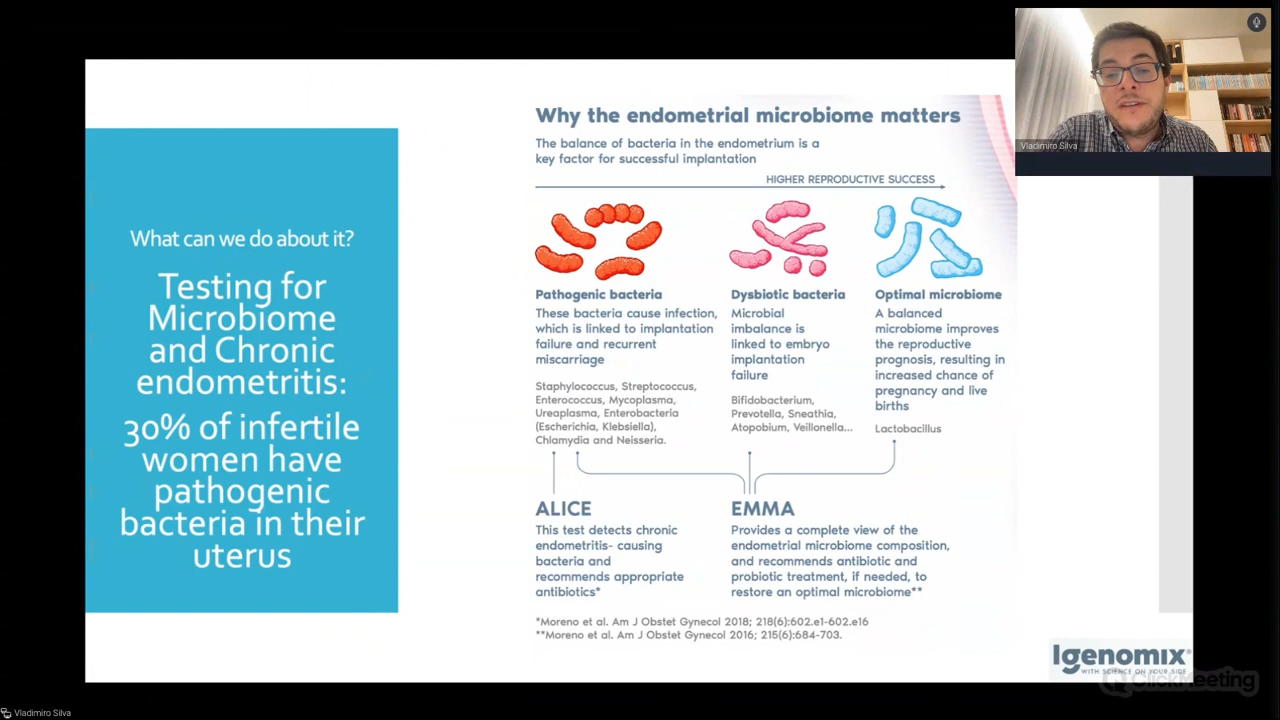 What can we do about it?
Testing for
Microbiome
and Chronic
endometritis:
30% of infertile
women have
pathogenic
bacteria in their
uterus
Why the endometrial microbiome matters
The balance of bacteria in the endometrium is a
key factor for successful implantation
HIGHER REPRODUCTIVE SUCCESS
Pathogenic bacteria
These bacteria cause infection,
which is linked to implantation
failure and recurrent
miscarriage
Staphylococcus, Streptococcus,
Enterococcus, Mycoplasma,
Ureaplasma, Enterobacteria
(Escherichia, Klebsiella),
Chlamydia and Neisseria.
Dysbiotic bacteria
Microbial
imbalance is
linked to embryo
implantation
failure
Bifidobacterium,
Prevotella, Sneathia,
Atopobium, Veillonella...
Optimal microbiome
A balanced
microbiome improves
the reproductive
prognosis, resulting in
increased chance of
pregnancy and live
births
Lactobacillus
ALICE
This test detects chronic
endometritis- causing
bacteria and
recommends appropriate
antibiotics*
EMMA
Provides a complete view of the
endometrial microbiome composition,
and recommends antibiotic and
probiotic treatment, if needed, to
restore an optimal microbiome**
*Moreno et al. Am J Obstet Gynecol 2018; 218(6):602.e1-602.e16
**Moreno et al. Am J Obstet Gynecol 2016; 215(6):684-703.
Igenomix
WITH SCIENCE ON YOUR SIDE
ClickMeeting
Vladimiro Silva
Vladimiro Silva